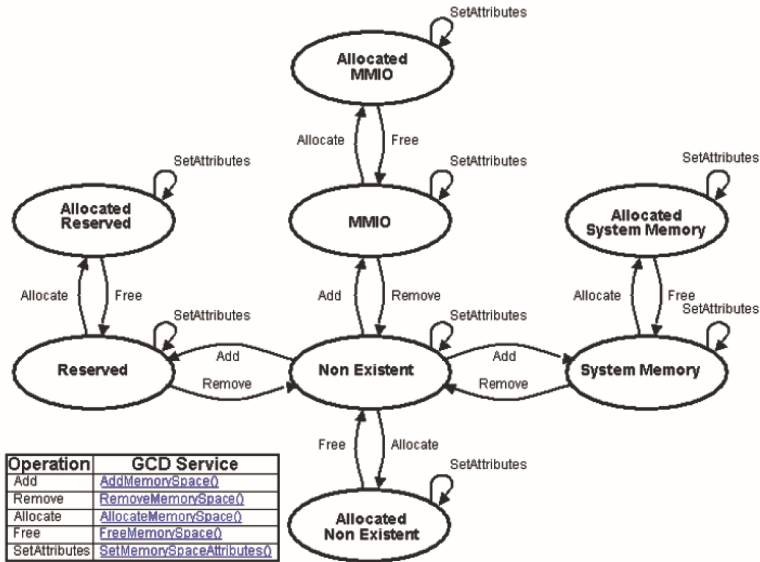 SetAttributes
Allocated
MMIO
Allocate
Free
SetAttributes
SetAttributes
SetAttributes
Allocated
Reserved
MMIO
Allocated
System Memory
Allocate
Free
Add
Remove
Allocate
Free
SetAttributes
SetAttributes
SetAttributes
Reserved
Add
Remove
Non Existent
Add
Remove
System Memory
Free
Allocate
SetAttributes
Allocated
Non Existent
Operation GCD Service
Add AddMemorySpace()
Remove RemoveMemorySpace()
Allocate AllocateMemorySpace()
Free FreeMemorySpace()
SetAttributes SetMemorySpaceAttributes()